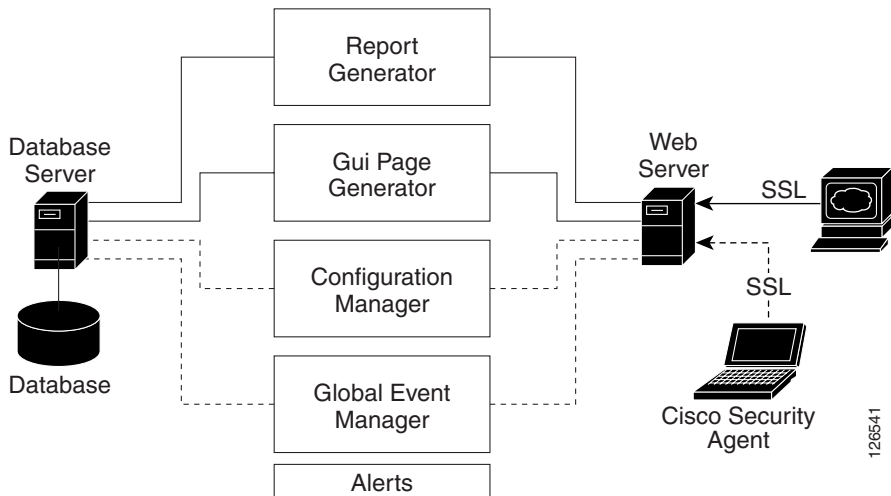 Report
Generator
Database
Server
Gui Page
Generator
Web
Server
SSL
Configuration
Manager
SSL
Database
Global Event
Manager
Cisco Security
Agent
126541
Alerts